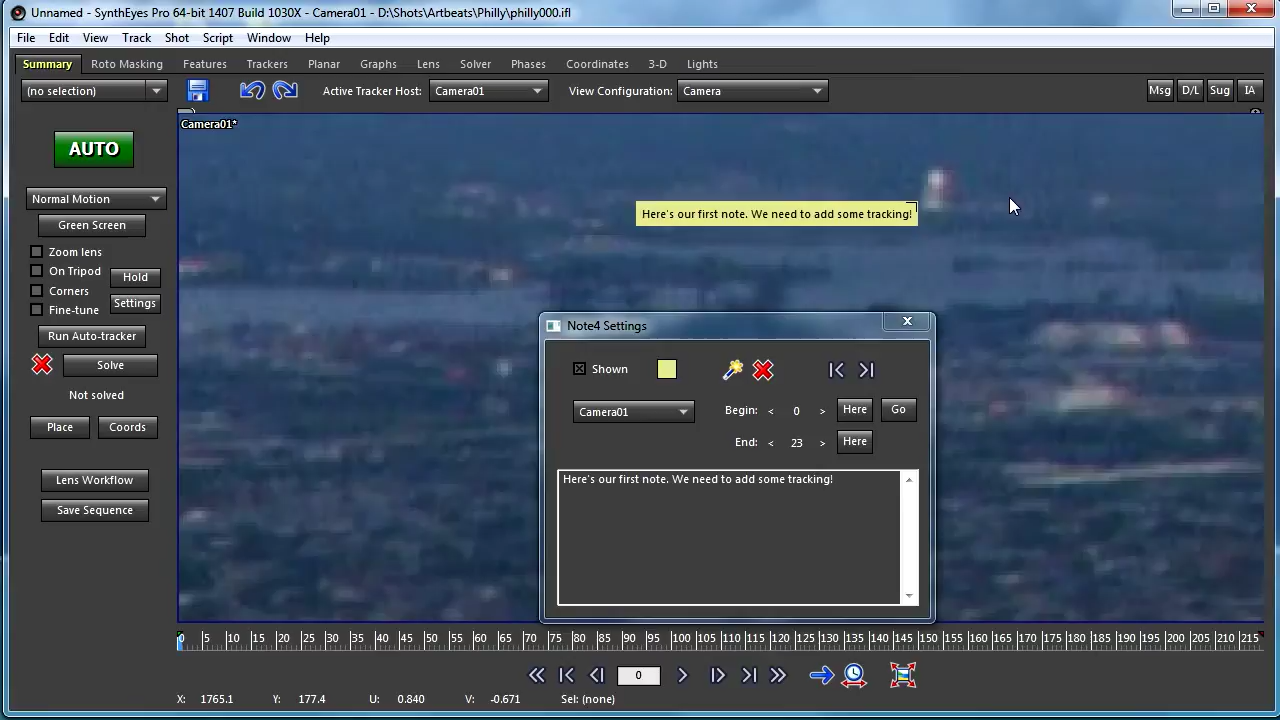 Unnamed - SynthEyes Pro 64-bit 1407 Build 1030X - Camera01 - D:\Shots\Artbeats\Philly\philly000.ifl
File Edit View Track Shot Script Window Help
Summary Roto Masking Features Trackers Planar Graphs Lens Solver Phases Coordinates 3-D Lights
(no selection) Active Tracker Host: Camera01 View Configuration: Camera Msg D/L Sug IA
Camera01*
AUTO
Normal Motion
Green Screen
Zoom lens
On Tripod Hold
Corners
Fine-tune Settings
Run Auto-tracker
Solve
Not solved
Place Coords
Lens Workflow
Save Sequence
Here's our first note. We need to add some tracking!
Note4 Settings
Shown
Camera01 Begin: < 0 > Here Go
End: < 23 > Here
Here's our first note. We need to add some tracking!
0 5 10 15 20 25 30 35 40 45 50 55 60 65 70 75 80 85 90 95 100 105 110 115 120 125 130 135 140 145 150 155 160 165 170 175 180 185 190 195 200 205 210 215
0
X: 1765.1 Y: 177.4 U: 0.840 V: -0.671 Sel: (none)